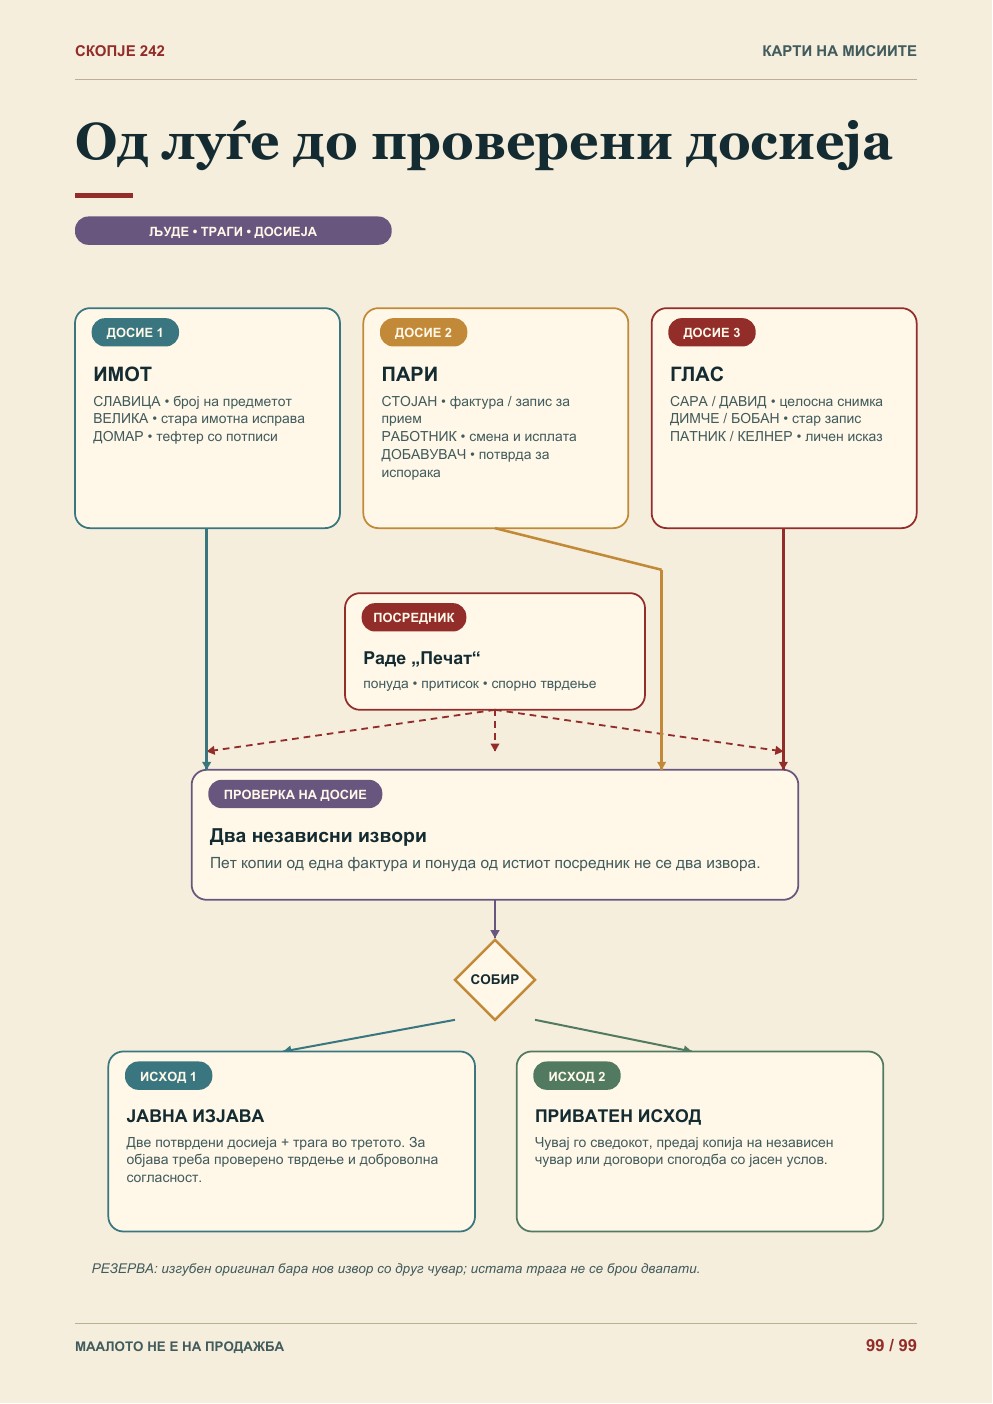 СКОПЈЕ 242
КАРТИ НА МИСИИТЕ
Од луѓе до проверени досиеја
ЉУДЕ • ТРАГИ • ДОСИЕЈА
ДОСИЕ 1
ИМОТ
СЛАВИЦА • број на предметот
ВЕЛИКА • стара имотна исправа
ДОМАР • тефтер со потписи
ДОСИЕ 2
ПАРИ
СТОЈАН • фактура / запис за
прием
РАБОТНИК • смена и исплата
ДОБАВУВАЧ • потврда за
испорака
ДОСИЕ 3
ГЛАС
САРА / ДАВИД • целосна снимка
ДИМЧЕ / БОБАН • стар запис
ПАТНИК / КЕЛНЕР • личен исказ
ПОСРЕДНИК
Раде „Печат“
понуда • притисок • спорно тврдење
ПРОВЕРКА НА ДОСИЕ
Два независни извори
Пет копии од една фактура и понуда од истиот посредник не се два извора.
СОБИР
ИСХОД 1
ЈАВНА ИЗЈАВА
Две потврдени досиеја + трага во третото. За
објава треба проверено тврдење и доброволна
согласност.
ИСХОД 2
ПРИВАТЕН ИСХОД
Чувај го сведокот, предај копија на независен
чувар или договори спогодба со јасен услов.
РЕЗЕРВА: изгубен оригинал бара нов извор со друг чувар; истата трага не се брои двапати.
МААЛОТО НЕ Е НА ПРОДАЖБА
99 / 99